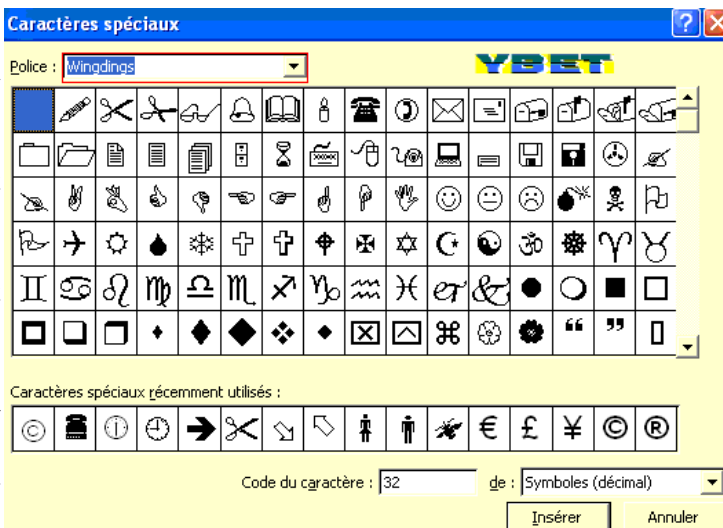 Caractères spéciaux
Police : Wingdings
YBET
Caractères spéciaux récemment utilisés :
Code du caractère : 32 de : Symboles (décimal)
Insérer Annuler